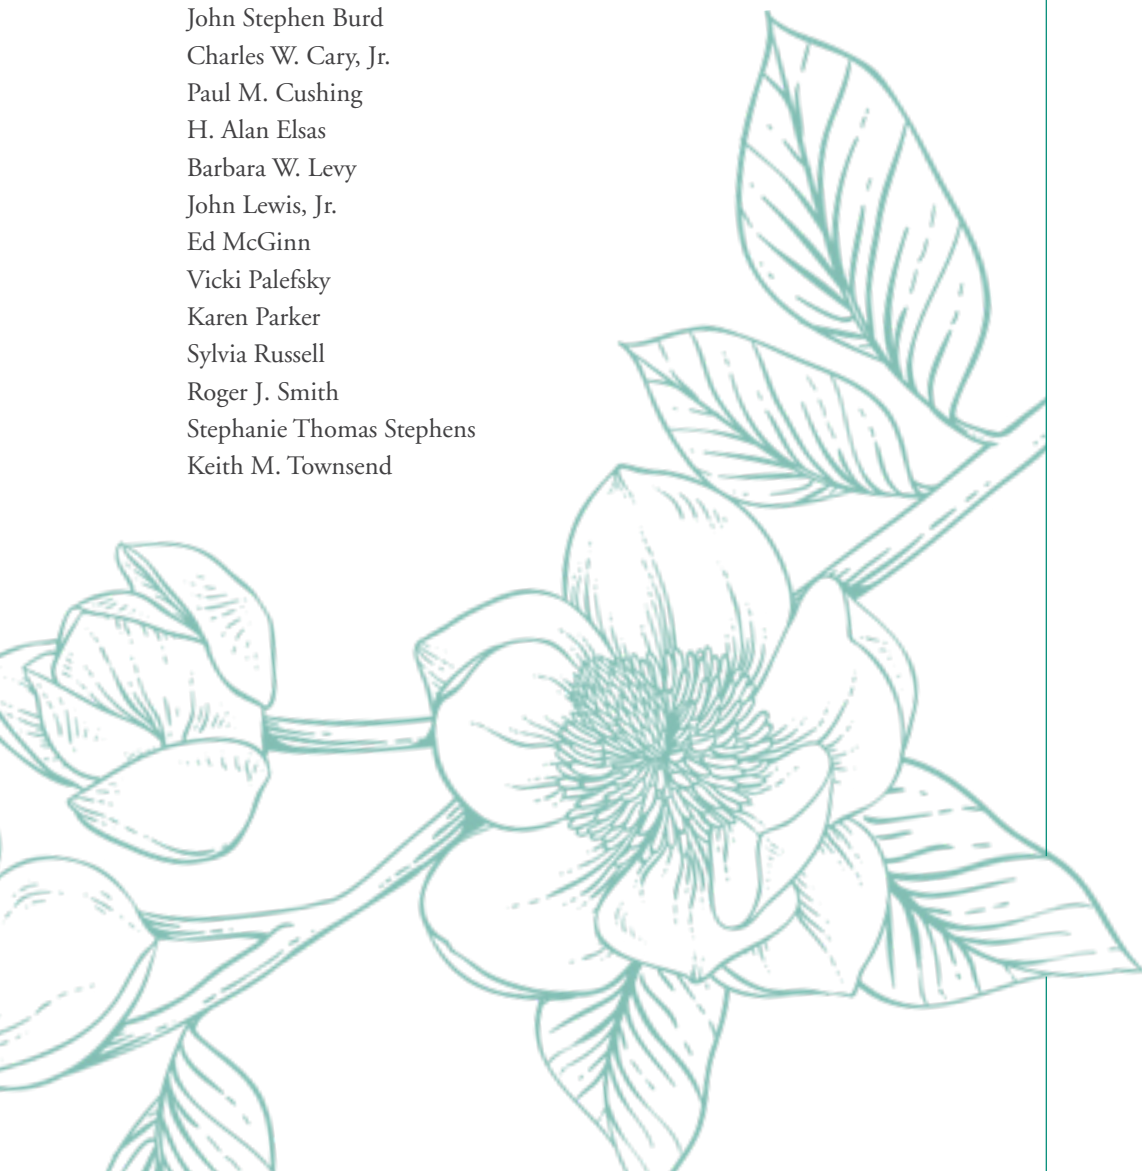 John Stephen Burd
Charles W. Cary, Jr.
Paul M. Cushing
H. Alan Elsas
Barbara W. Levy
John Lewis, Jr.
Ed McGinn
Vicki Palefsky
Karen Parker
Sylvia Russell
Roger J. Smith
Stephanie Thomas Stephens
Keith M. Townsend